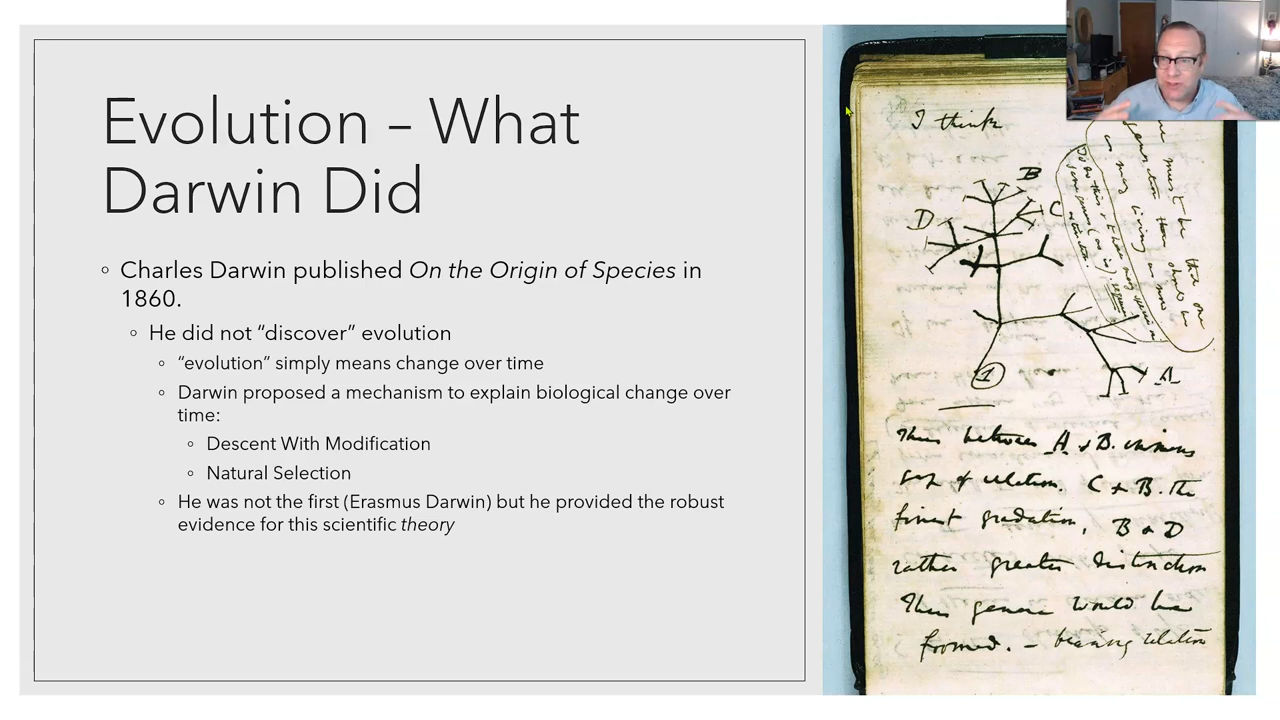 Evolution – What
Darwin Did
◦ Charles Darwin published On the Origin of Species in
1860.
◦ He did not “discover” evolution
◦ “evolution” simply means change over time
◦ Darwin proposed a mechanism to explain biological change over
time:
◦ Descent With Modification
◦ Natural Selection
◦ He was not the first (Erasmus Darwin) but he provided the robust
evidence for this scientific theory
I think
B
C
D
1
A
Thus between A & B. immens
gap of relation. C & B. the
finest gradation, B & D
rather greater distinction
Thus genera would be
formed. – bearing relation